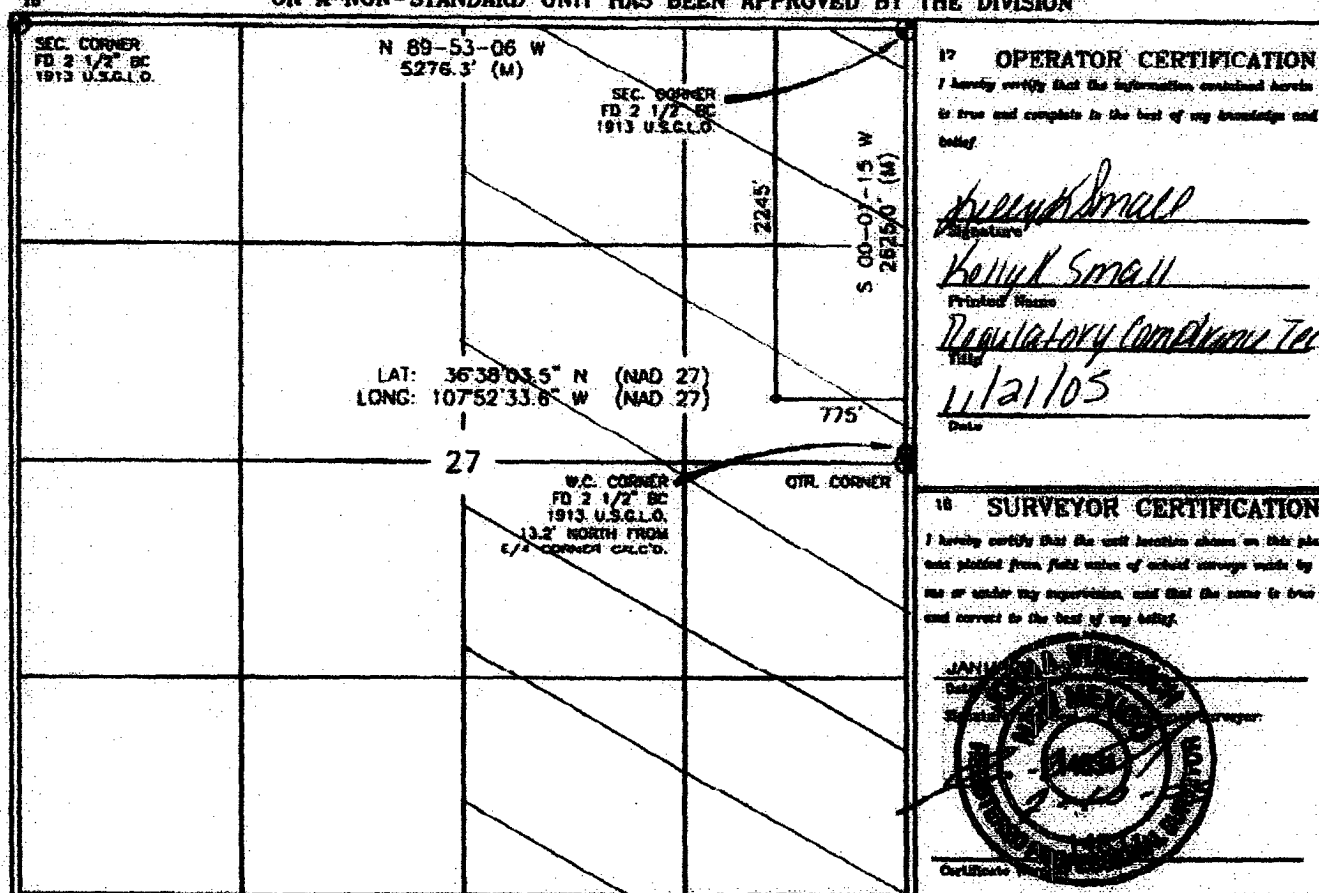 OR A NON-STANDARD UNIT HAS BEEN APPROVED BY THE DIVISION
SEC. CORNER
FD 2 1/2" BC
1913 U.S.G.L.O.
N 89-53-06 W
5276.3' (M)
SEC. CORNER
FD 2 1/2" BC
1913 U.S.G.L.O.
2245'
W
2625.0' (M)
LAT: 36°38'03.5" N (NAD 27)
LONG: 107°52'33.6" W (NAD 27)
775'
27
W.C. CORNER
FD 2 1/2" BC
1913 U.S.G.L.O.
13.2' NORTH FROM
E/4 CORNER CALC'D.
QTR. CORNER
17 OPERATOR CERTIFICATION
I hereby certify that the information contained herein
is true and complete to the best of my knowledge and
belief.
Kelly K Small
Signature
Kelly K Small
Printed Name
Regulatory Compliance Tec
Title
11/21/05
Date
18 SURVEYOR CERTIFICATION
I hereby certify that the well location shown on this pla
was plotted from field notes of actual surveys made by
me or under my supervision, and that the same is true
and correct to the best of my belief.
NEW MEXICO
Certificate